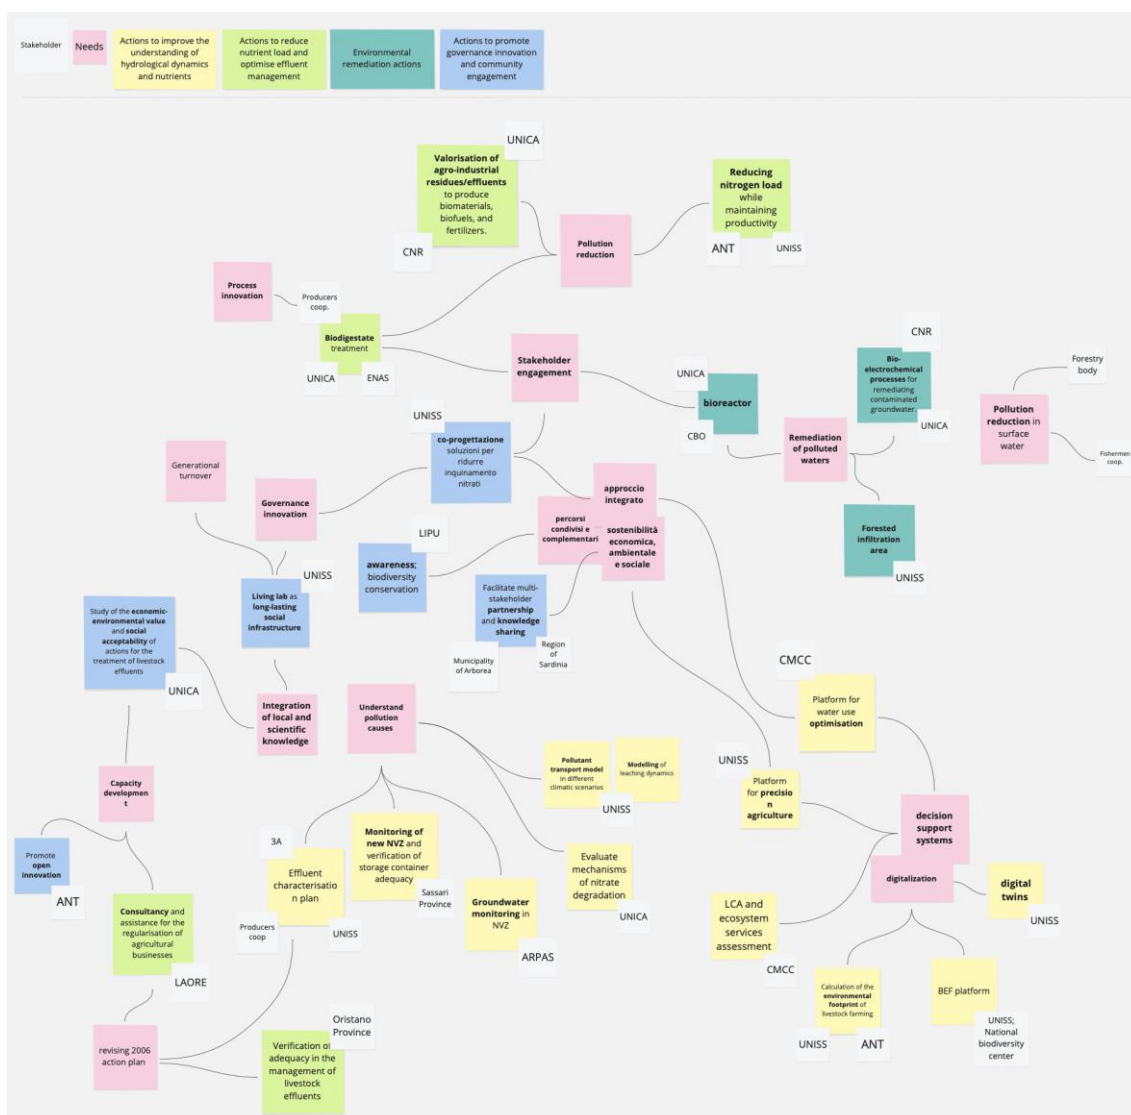 Stakeholder
Needs
Actions to improve the
understanding of
hydrological dynamics
and nutrients
Actions to reduce
nutrient load and
optimise effluent
management
Environmental
remediation actions
Actions to promote
governance innovation
and community
engagement
UNICA
Valorisation of
agro-industrial
residues/effluents
to produce
biomaterials,
biofuels, and
fertilizers.
CNR
Reducing
nitrogen load
while
maintaining
productivity
ANT
UNISS
Pollution
reduction
Process
innovation
Producers
coop.
Biodigestate
treatment
UNICA
ENAS
Stakeholder
engagement
UNICA
bioreactor
CBO
CNR
Bio-
electrochemical
processes for
remediating
contaminated
groundwater.
UNICA
Remediation
of polluted
waters
Forestry
body
Pollution
reduction in
surface
water
Fishermen
coop.
Forested
infiltration
area
UNISS
UNISS
co-progettazione
soluzioni per
ridurre
inquinamento
nitrati
Generational
turnover
Governance
innovation
approccio
integrato
percorsi
condivisi e
complementari
sostenibilità
economica,
ambientale
e sociale
LIPU
awareness;
biodiversity
conservation
UNISS
Living lab as
long-lasting
social
infrastructure
Facilitate multi-
stakeholder
partnership
and knowledge
sharing
Municipality
of Arborea
Region
of
Sardinia
Study of the economic-
environmental value
and social
acceptability of
actions for the
treatment of livestock
effluents
UNICA
Integration
of local and
scientific
knowledge
Understand
pollution
causes
CMCC
Platform for
water use
optimisation
Pollutant
transport model
in different
climatic scenarios
Modelling of
leaching dynamics
UNISS
UNISS
Platform
for precisio
n
agriculture
Capacity
developmen
t
decision
support
systems
digitalization
Promote
open
innovation
ANT
3A
Effluent
characterisatio
n plan
Producers
coop
UNISS
Monitoring of
new NVZ and
verification of
storage container
adequacy
Sassari
Province
Groundwater
monitoring in
NVZ
ARPAS
Evaluate
mechanisms
of nitrate
degradation
UNICA
digital
twins
UNISS
LCA and
ecosystem
services
assessment
CMCC
Consultancy and
assistance for the
regularisation of
agricultural
businesses
LAORE
Calculation of the
environmental
footprint of
livestock farming
UNISS
ANT
BEF platform
UNISS;
National
biodiversity
center
Oristano
Province
revising 2006
action plan
Verification of
adequacy in the
management of
livestock
effluents